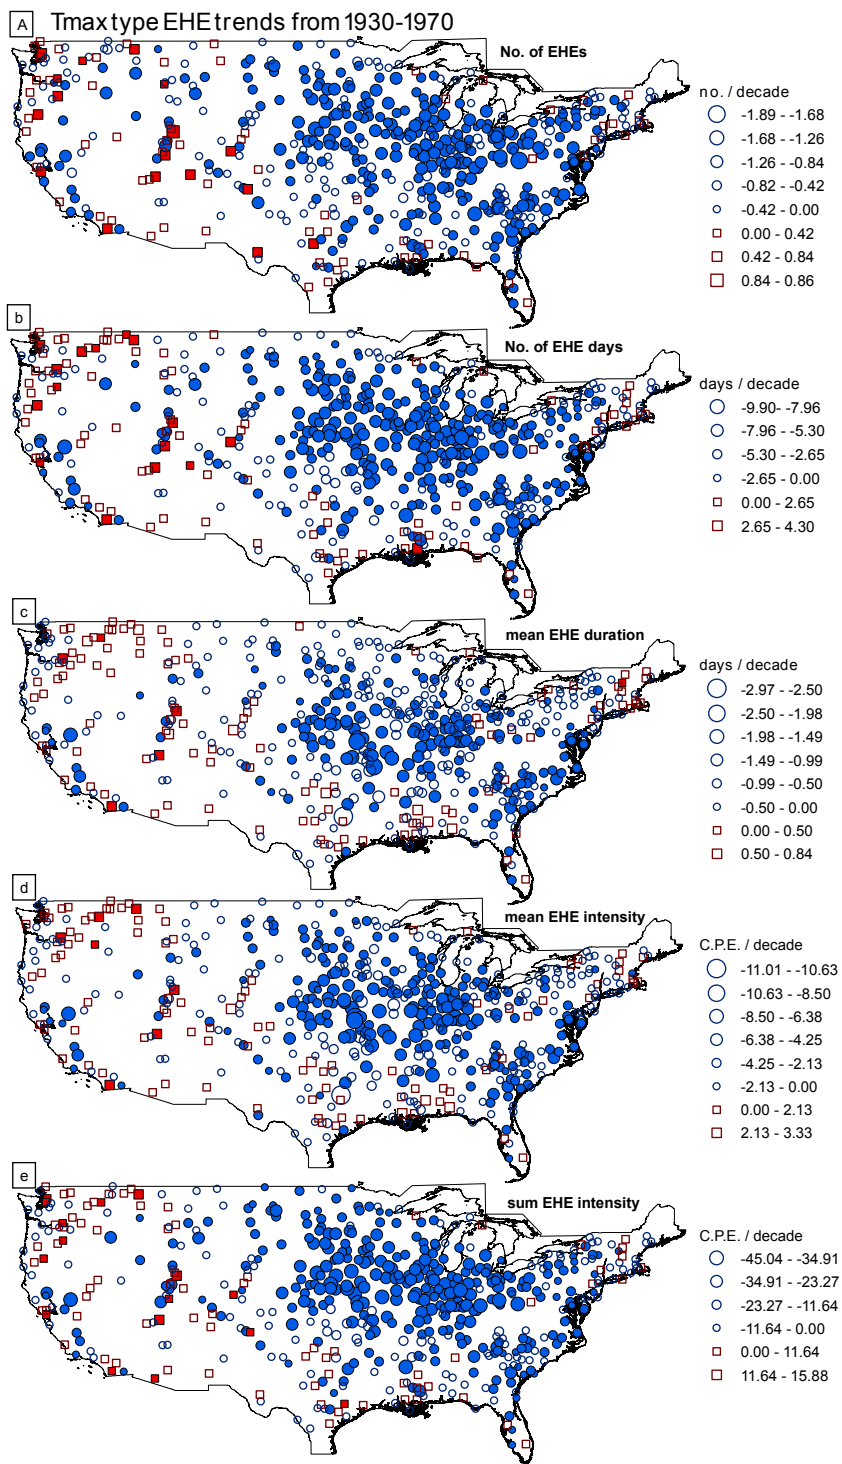 A
Tmax type EHE trends from 1930-1970
No. of EHEs
no. / decade
-1.89 - -1.68
-1.68 - -1.26
-1.26 - -0.84
-0.82 - -0.42
-0.42 - 0.00
0.00 - 0.42
0.42 - 0.84
0.84 - 0.86
b
No. of EHE days
days / decade
-9.90- -7.96
-7.96 - -5.30
-5.30 - -2.65
-2.65 - 0.00
0.00 - 2.65
2.65 - 4.30
c
mean EHE duration
days / decade
-2.97 - -2.50
-2.50 - -1.98
-1.98 - -1.49
-1.49 - -0.99
-0.99 - -0.50
-0.50 - 0.00
0.00 - 0.50
0.50 - 0.84
d
mean EHE intensity
C.P.E. / decade
-11.01 - -10.63
-10.63 - -8.50
-8.50 - -6.38
-6.38 - -4.25
-4.25 - -2.13
-2.13 - 0.00
0.00 - 2.13
2.13 - 3.33
e
sum EHE intensity
C.P.E. / decade
-45.04 - -34.91
-34.91 - -23.27
-23.27 - -11.64
-11.64 - 0.00
0.00 - 11.64
11.64 - 15.88